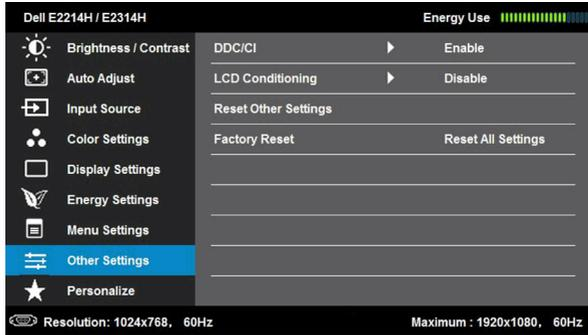 Dell E2214H / E2314H Energy Use
Brightness / Contrast DDC/CI Enable
Auto Adjust LCD Conditioning Disable
Input Source Reset Other Settings
Color Settings Factory Reset Reset All Settings
Display Settings
Energy Settings
Menu Settings
Other Settings
Personalize
Resolution: 1024x768, 60Hz Maximum : 1920x1080, 60Hz